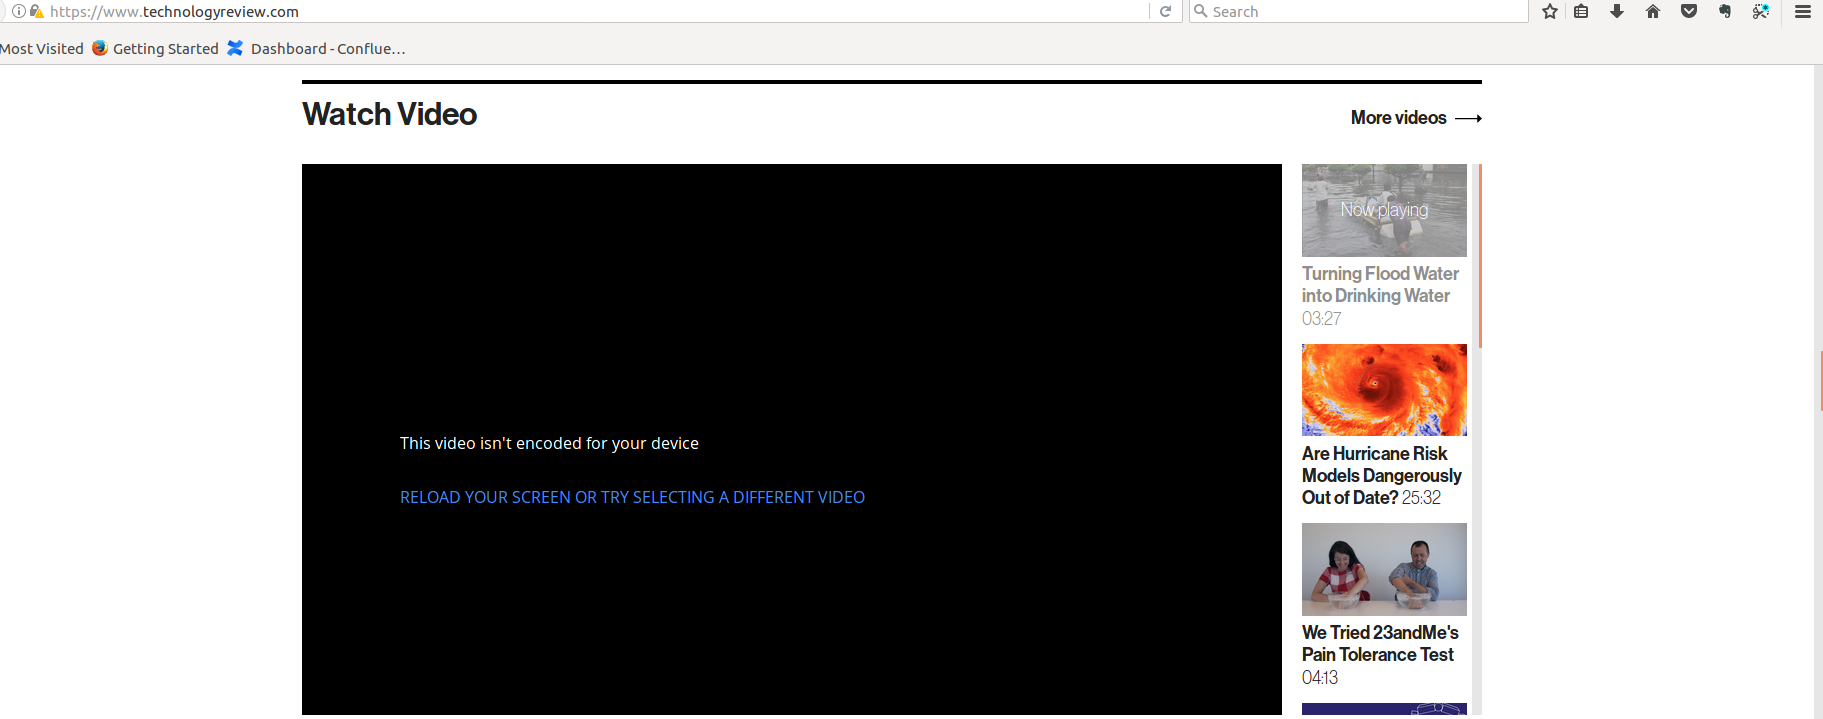 https://www.technologyreview.com
Search
Most Visited
Getting Started
Dashboard - Conflue...
Watch Video
More videos
This video isn't encoded for your device
RELOAD YOUR SCREEN OR TRY SELECTING A DIFFERENT VIDEO
Now playing
Turning Flood Water
into Drinking Water
03:27
Are Hurricane Risk
Models Dangerously
Out of Date? 25:32
We Tried 23andMe's
Pain Tolerance Test
04:13